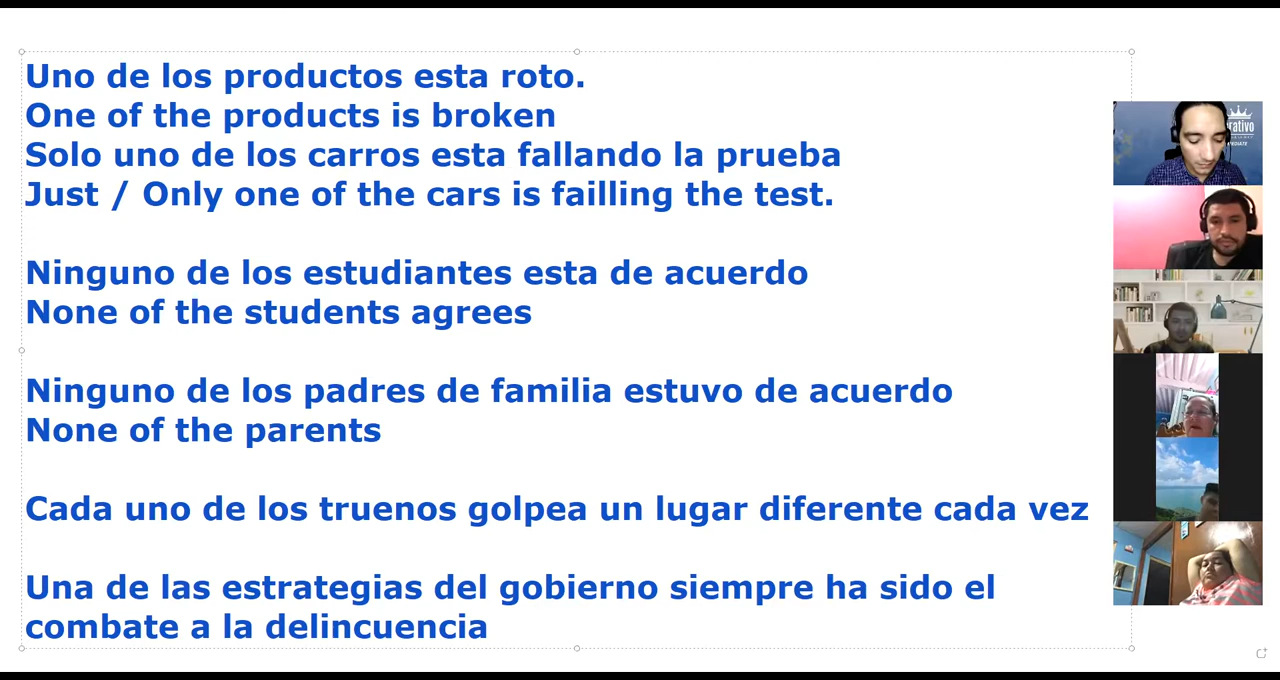 Uno de los productos esta roto.
One of the products is broken
Solo uno de los carros esta fallando la prueba
Just / Only one of the cars is failling the test.
Ninguno de los estudiantes esta de acuerdo
None of the students agrees
Ninguno de los padres de familia estuvo de acuerdo
None of the parents
Cada uno de los truenos golpea un lugar diferente cada vez
Una de las estrategias del gobierno siempre ha sido el
combate a la delincuencia